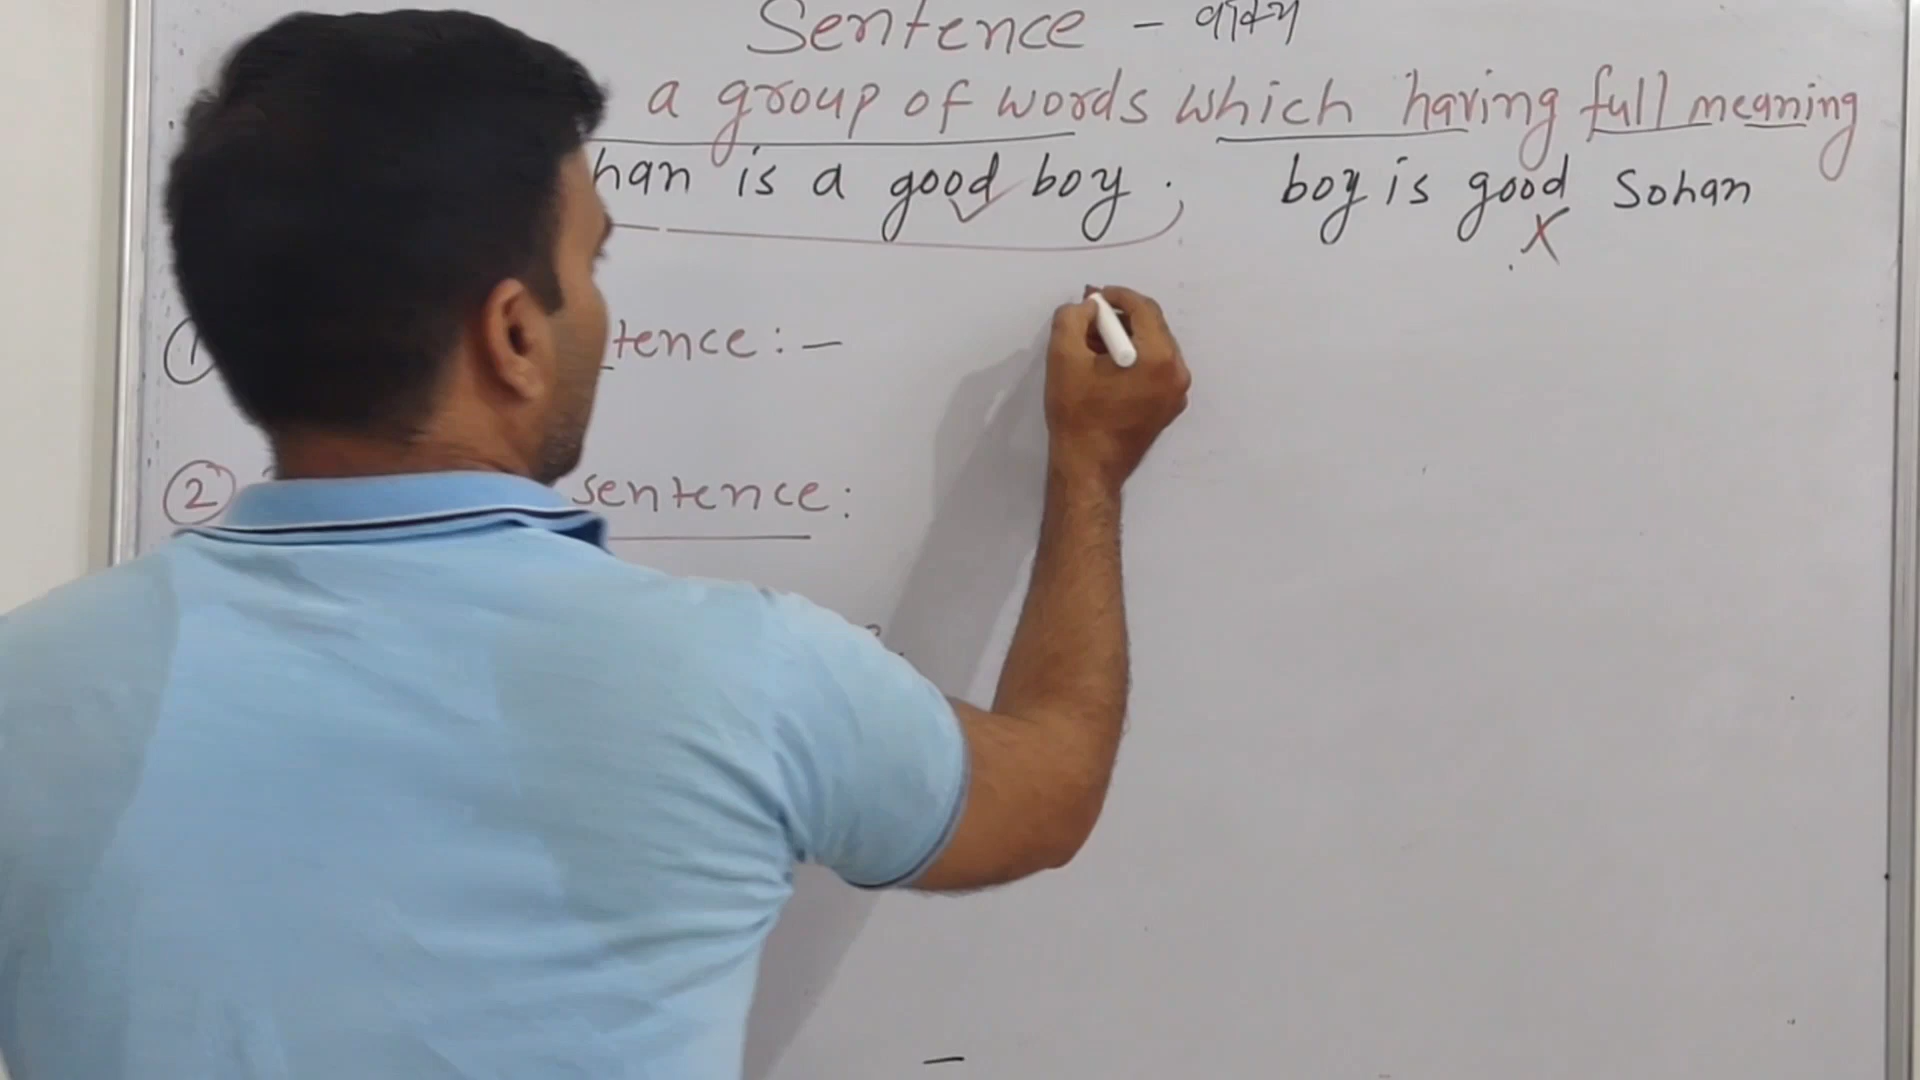 Sentence - वाक्य
a group of words which having full meaning
han is a good boy. boy is good Sohan
X
1 tence:-
2 sentence: